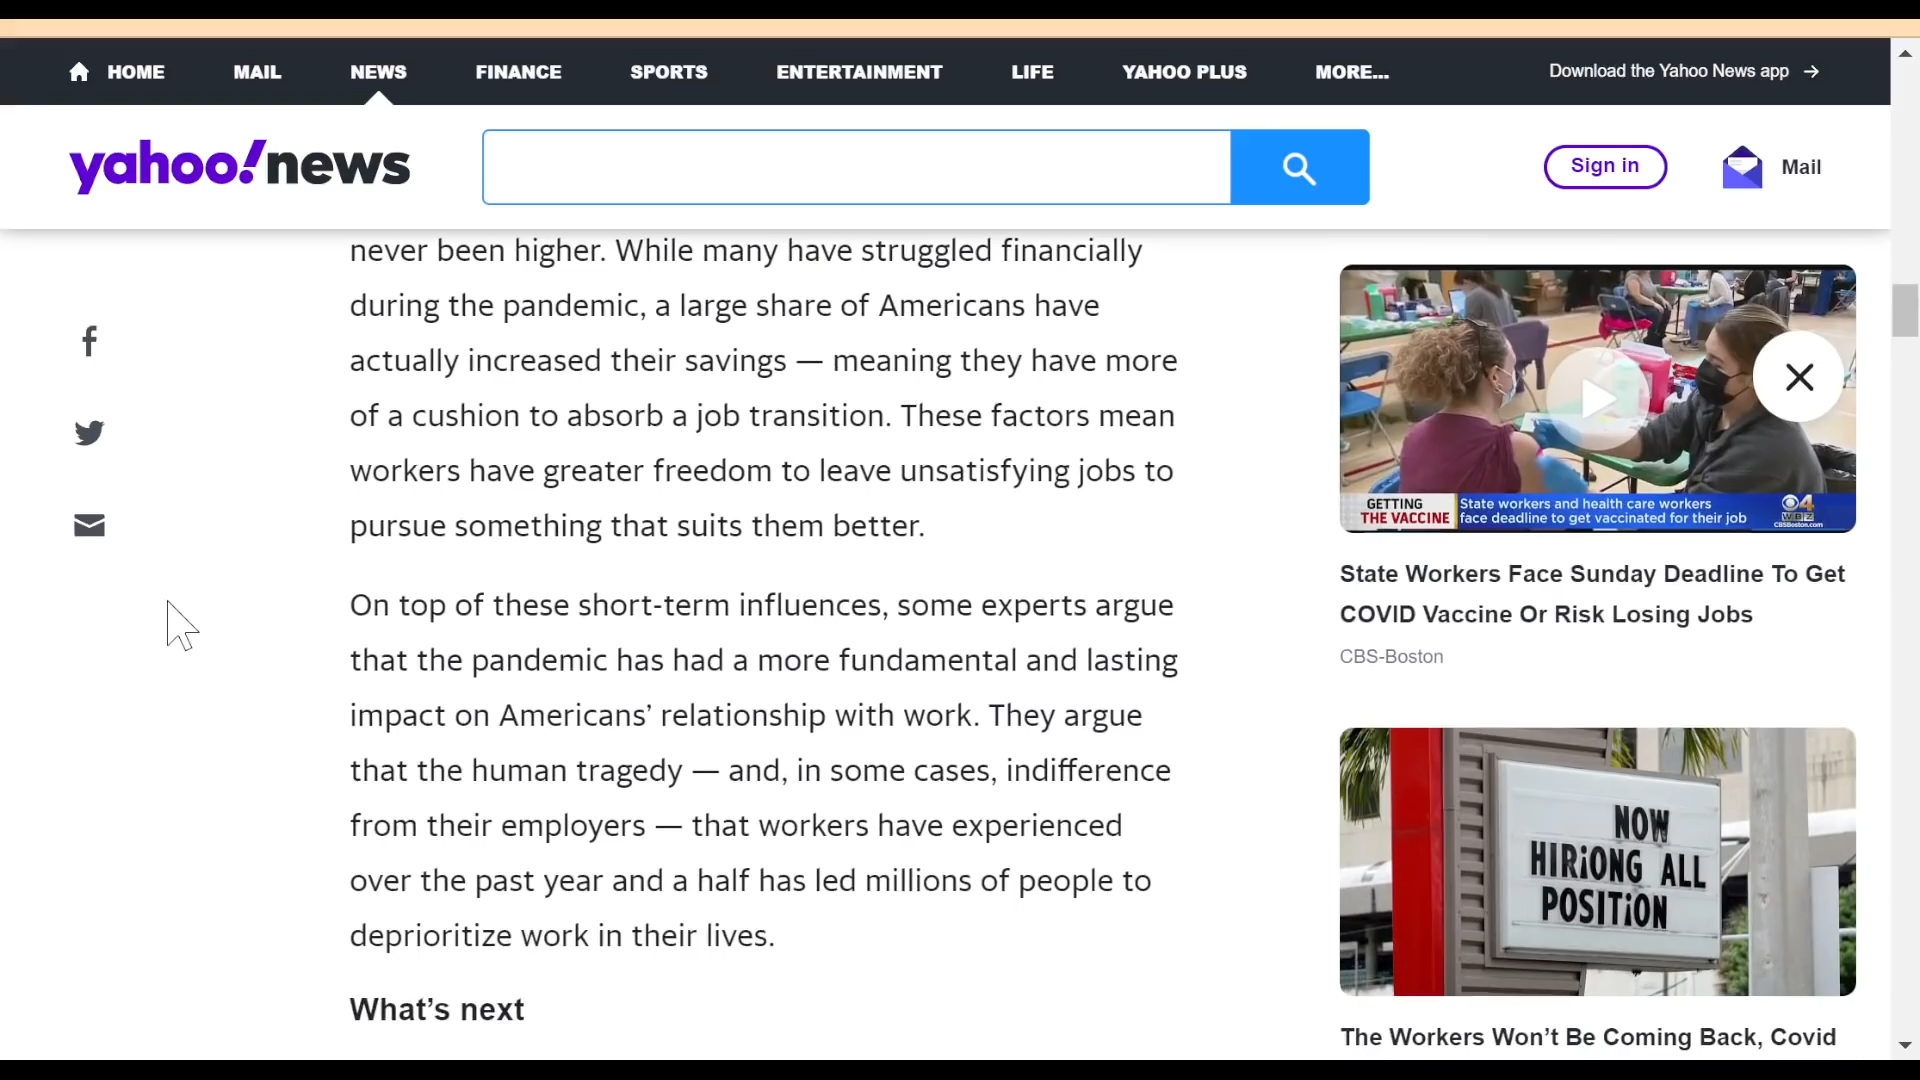 HOME MAIL NEWS FINANCE SPORTS ENTERTAINMENT LIFE YAHOO PLUS MORE... Download the Yahoo News app →
yahoo!news
Sign in
Mail
never been higher. While many have struggled financially
during the pandemic, a large share of Americans have
actually increased their savings — meaning they have more
of a cushion to absorb a job transition. These factors mean
workers have greater freedom to leave unsatisfying jobs to
pursue something that suits them better.
On top of these short-term influences, some experts argue
that the pandemic has had a more fundamental and lasting
impact on Americans’ relationship with work. They argue
that the human tragedy — and, in some cases, indifference
from their employers — that workers have experienced
over the past year and a half has led millions of people to
deprioritize work in their lives.
What’s next
GETTING
THE VACCINE
State workers and health care workers
face deadline to get vaccinated for their job
4
WBZ
CBSBoston.com
State Workers Face Sunday Deadline To Get
COVID Vaccine Or Risk Losing Jobs
CBS-Boston
NOW
HIRiONG ALL
POSITiON
The Workers Won’t Be Coming Back, Covid